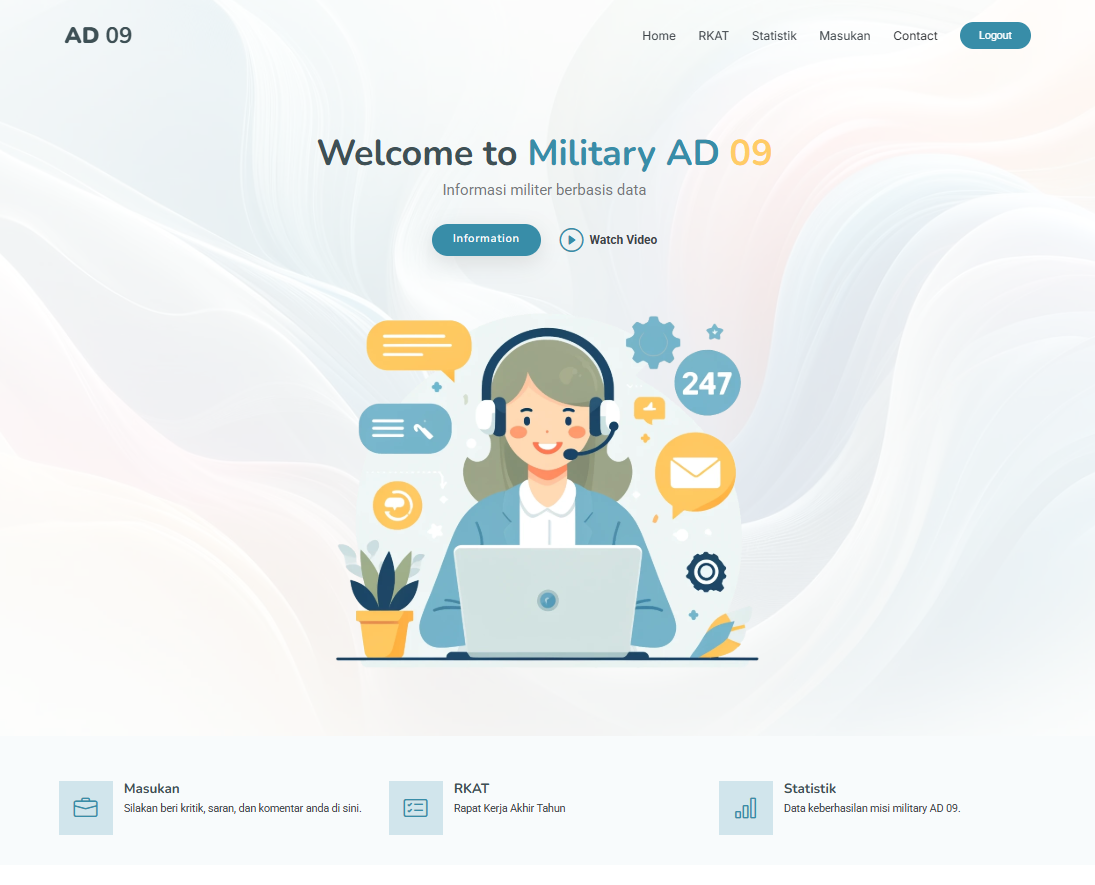 AD 09
Home RKAT Statistik Masukan Contact Logout
Welcome to Military AD 09
Informasi militer berbasis data
Information Watch Video
247
Masukan
Silakan beri kritik, saran, dan komentar anda di sini.
RKAT
Rapat Kerja Akhir Tahun
Statistik
Data keberhasilan misi military AD 09.